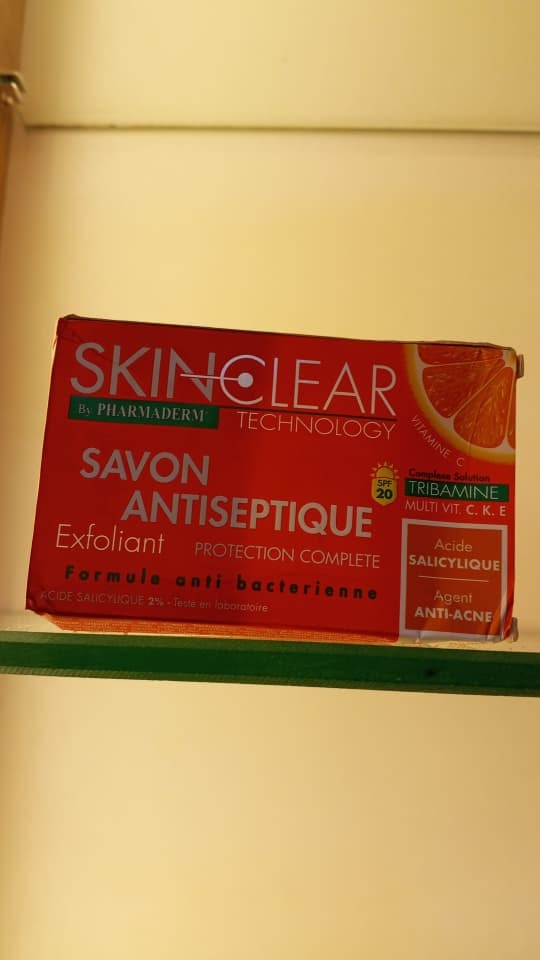 SKINCLEAR
By PHARMADERM
TECHNOLOGY
VITAMINE C
SAVON
ANTISEPTIQUE
SPF
20
Complexe Solution
TRIBAMINE
MULTI VIT. C. K. E
Exfoliant
PROTECTION COMPLETE
Formule anti bacterienne
ACIDE SALICYLIQUE 2% - Testé en laboratoire
Acide
SALICYLIQUE
Agent
ANTI-ACNE